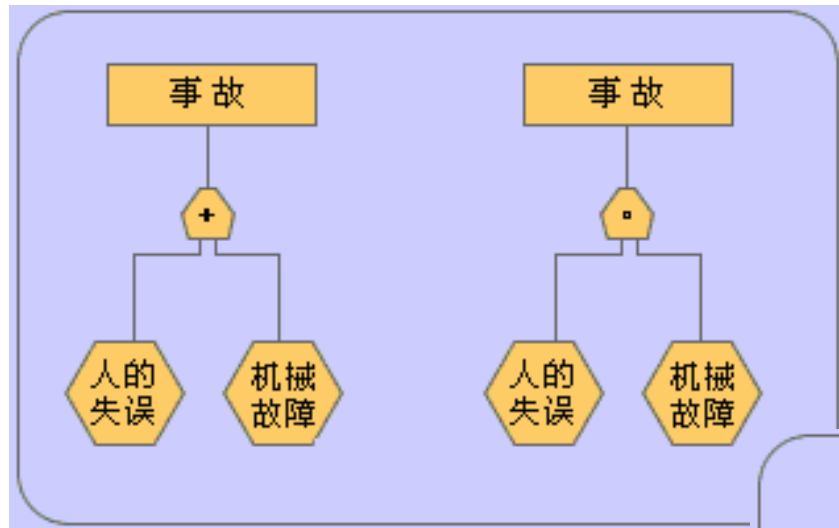 事故
事故
+
·
人的
失误
机械
故障
人的
失误
机械
故障